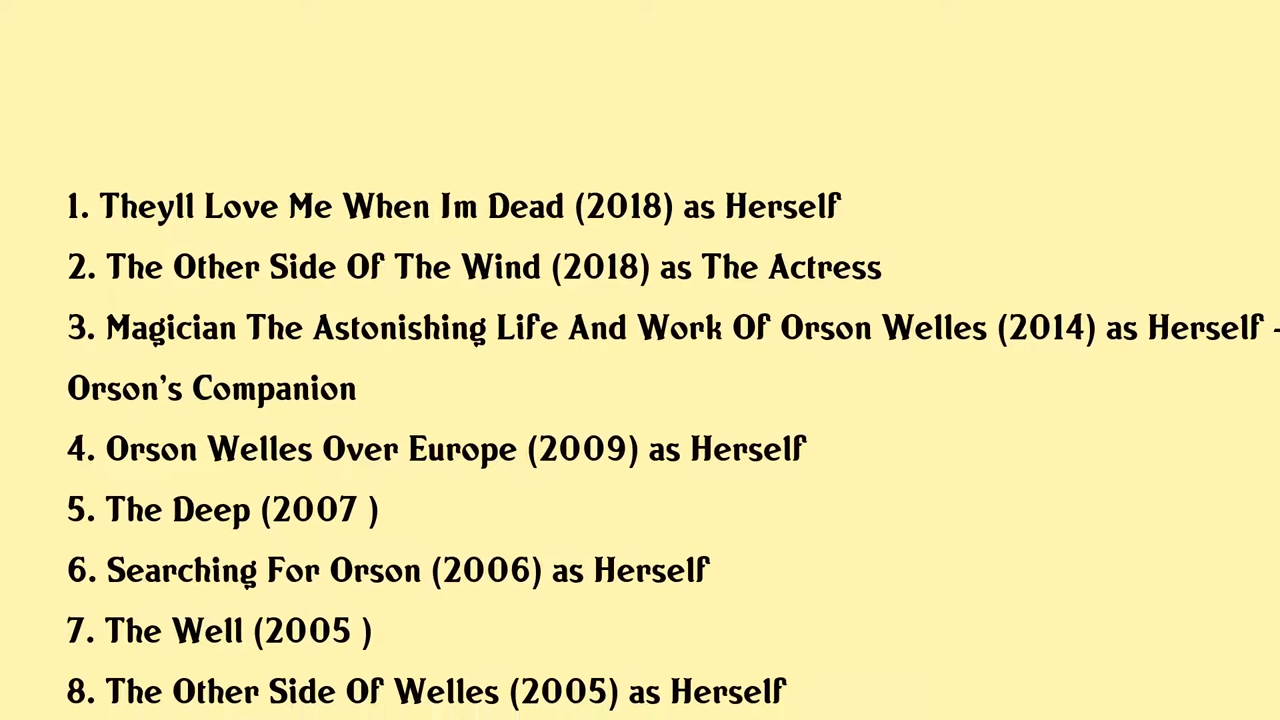 1. Theyll Love Me When Im Dead (2018) as Herself
2. The Other Side Of The Wind (2018) as The Actress
3. Magician The Astonishing Life And Work Of Orson Welles (2014) as Herself -
Orson's Companion
4. Orson Welles Over Europe (2009) as Herself
5. The Deep (2007 )
6. Searching For Orson (2006) as Herself
7. The Well (2005 )
8. The Other Side Of Welles (2005) as Herself